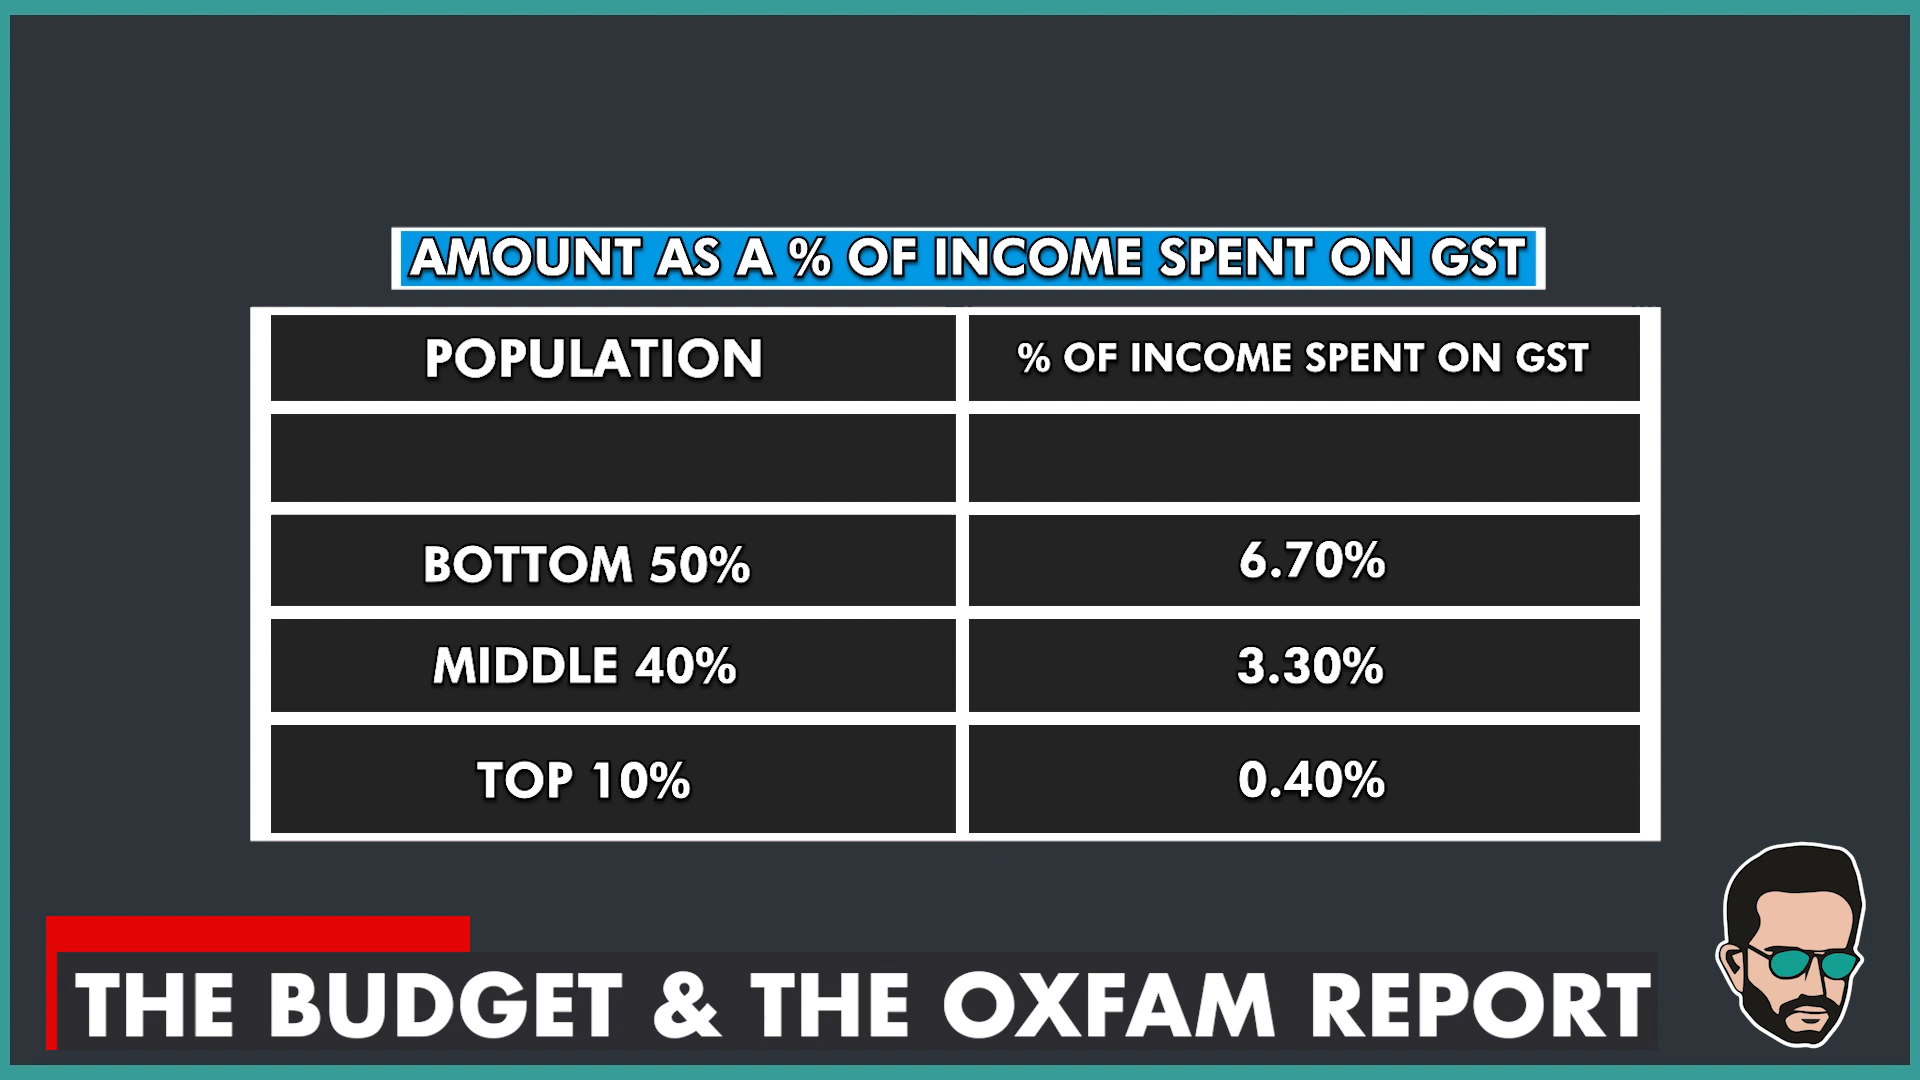 AMOUNT AS A % OF INCOME SPENT ON GST
POPULATION
% OF INCOME SPENT ON GST
BOTTOM 50%
6.70%
MIDDLE 40%
3.30%
TOP 10%
0.40%
THE BUDGET & THE OXFAM REPORT